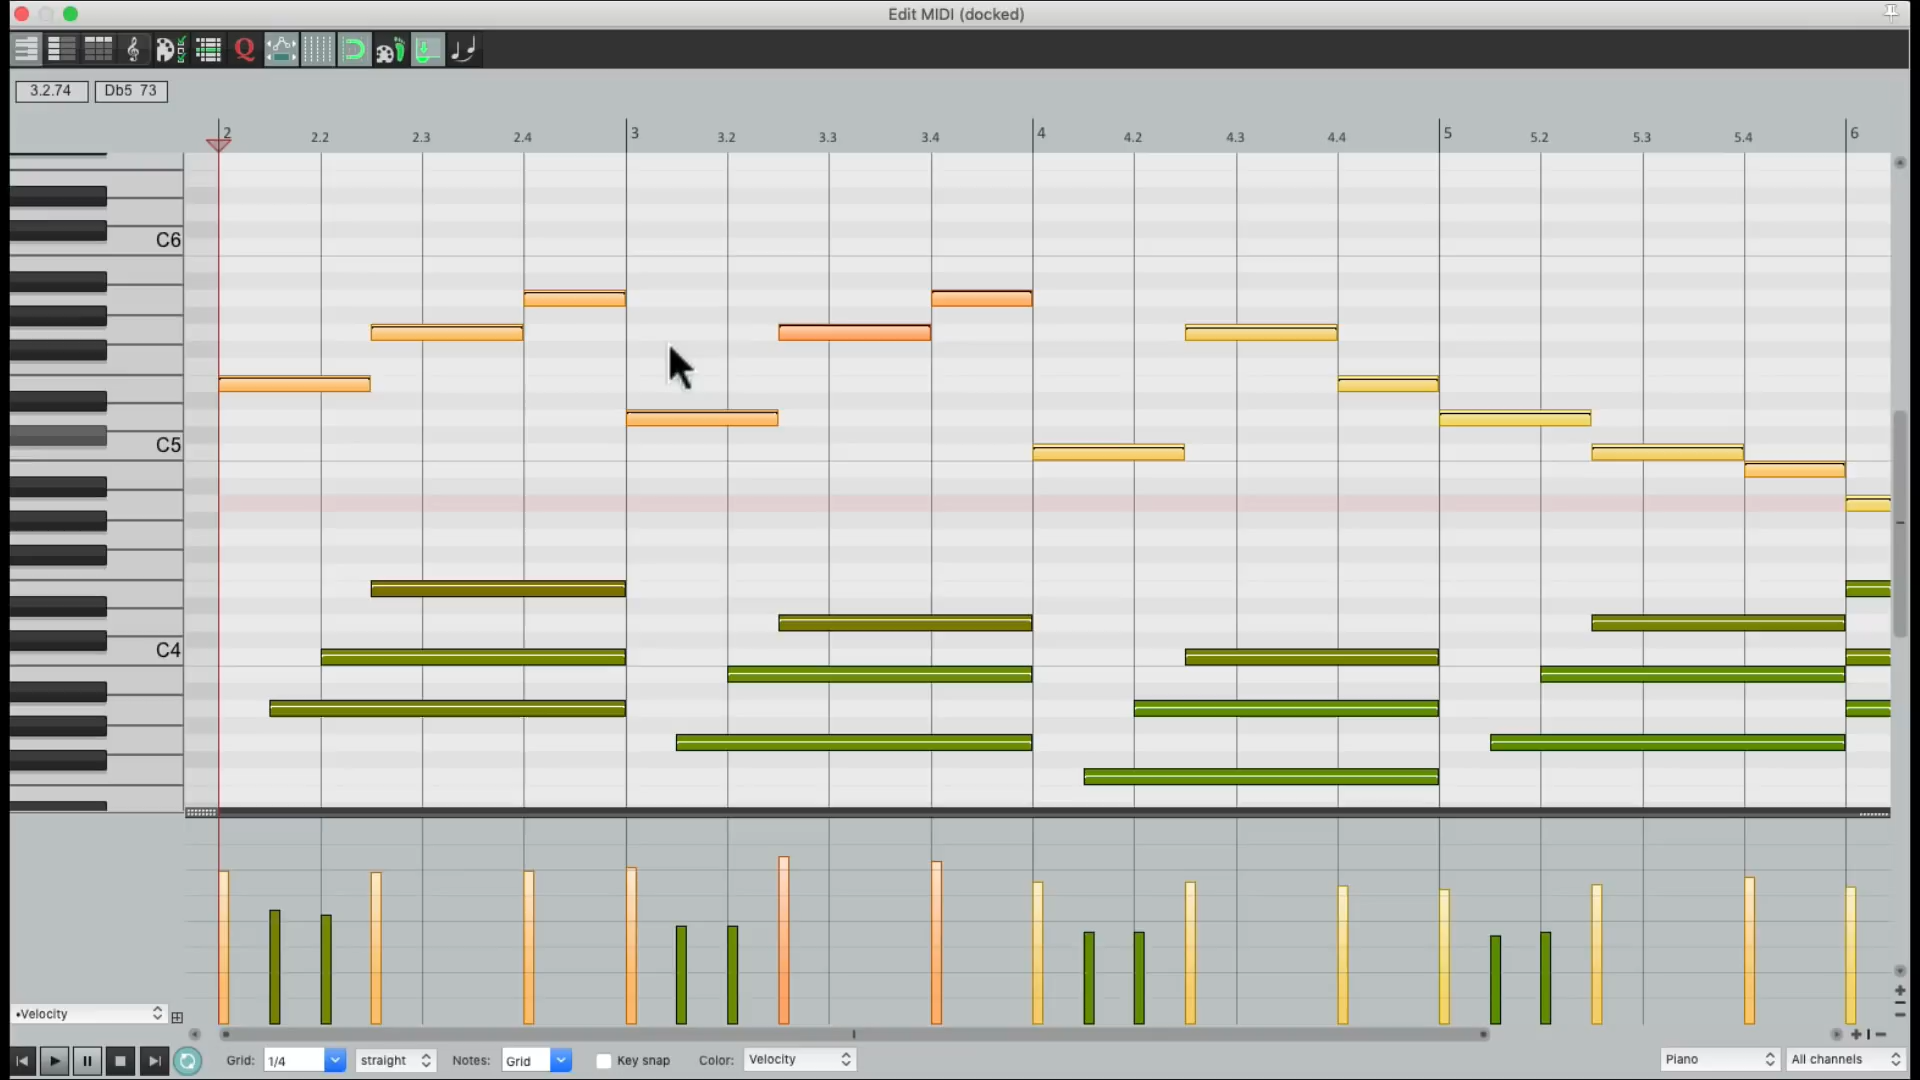 Edit MIDI (docked)
Q
3.2.74 Db5 73
2 2.2 2.3 2.4 3 3.2 3.3 3.4 4 4.2 4.3 4.4 5 5.2 5.3 5.4 6
C6
C5
C4
•Velocity
Grid: 1/4 straight Notes: Grid Key snap Color: Velocity Piano All channels